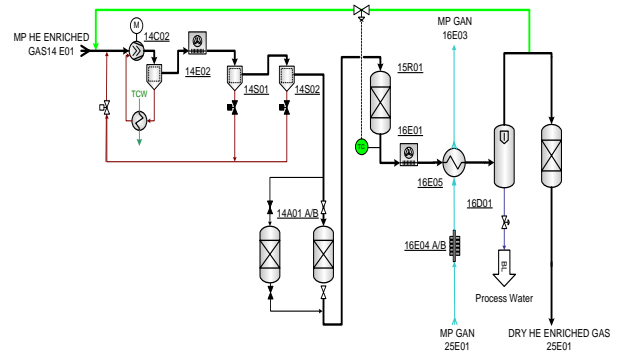 MP HE ENRICHED
GAS14 E01
M
14C02
14E02
TCW
14S01
14S02
14A01 A/B
TC
15R01
16E01
MP GAN
16E03
16E05
16E04 A/B
MP GAN
25E01
16D01
BL
Process Water
DRY HE ENRICHED GAS
25E01